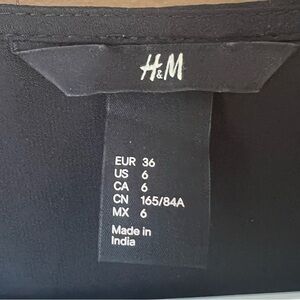 H&M
EUR 36
US 6
CA 6
CN 165/84A
MX 6
Made in
India